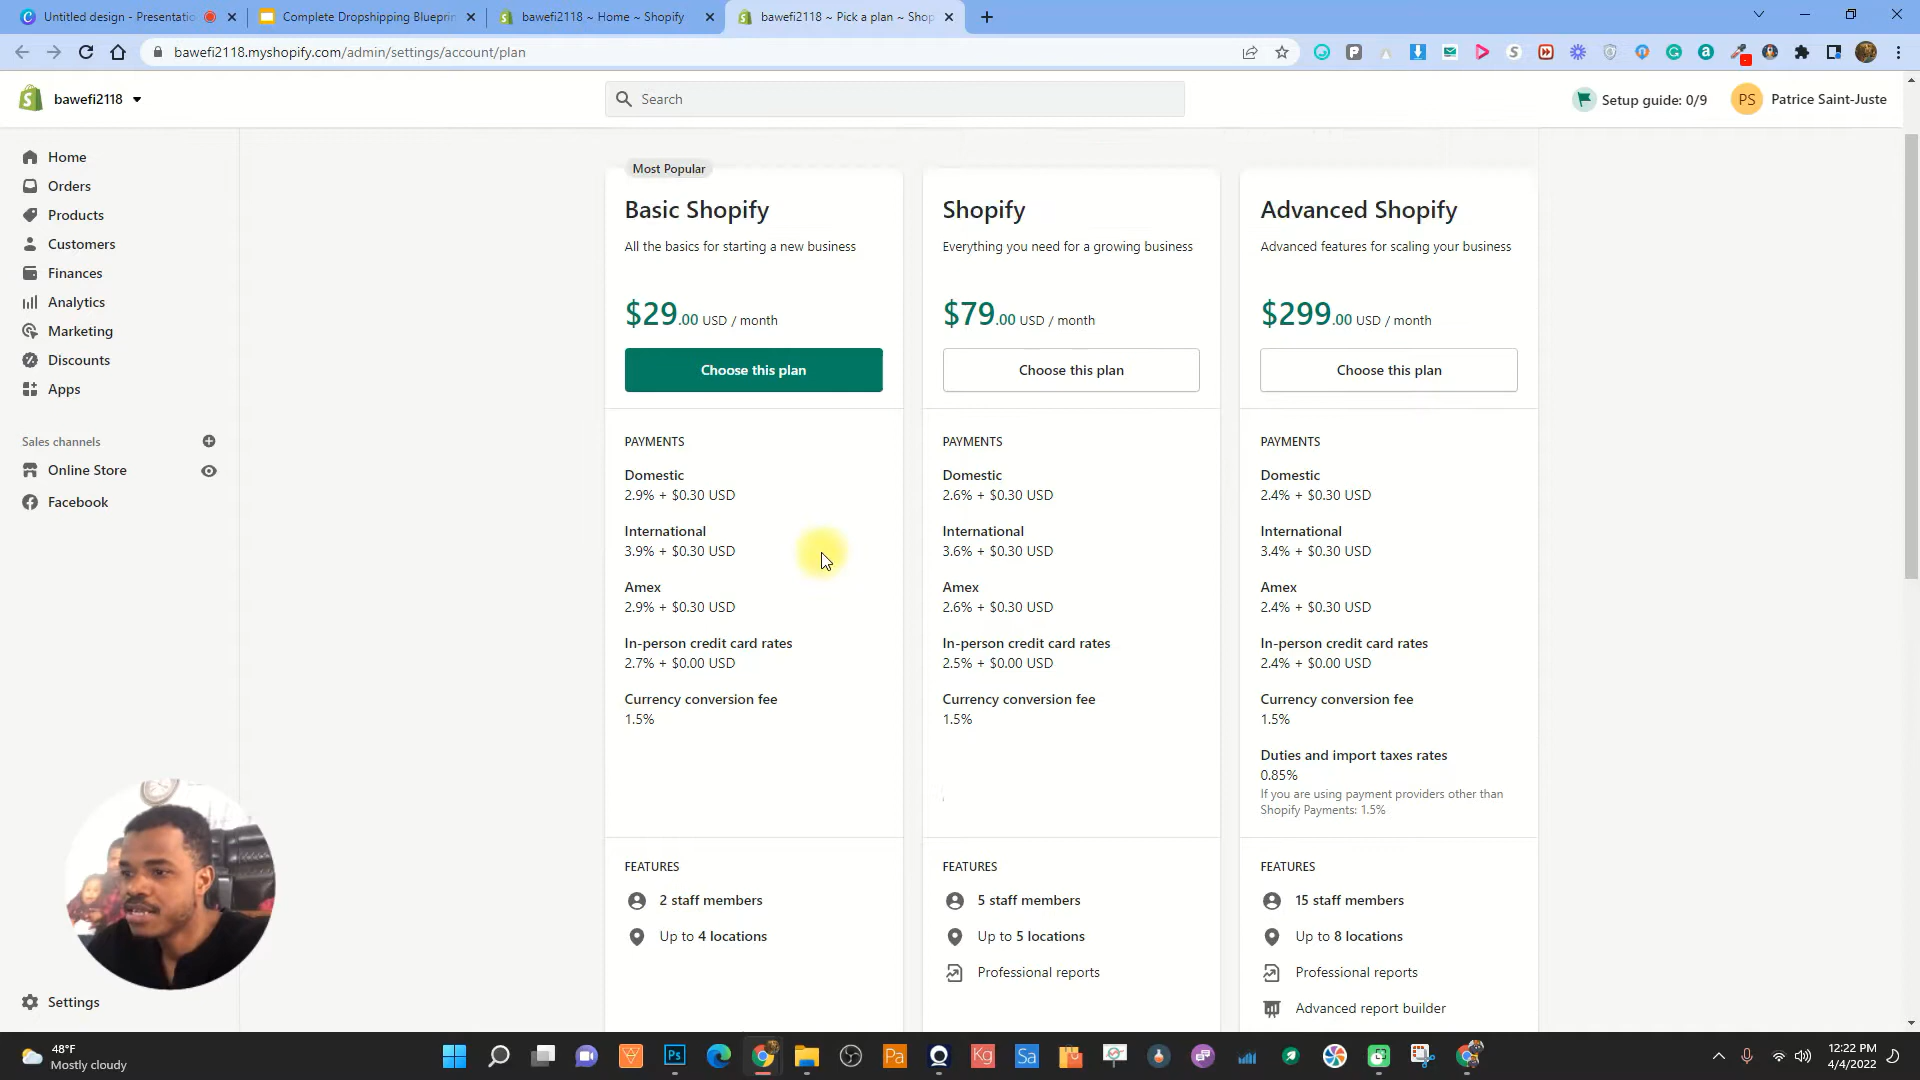 Untitled design - Presentatio
Complete Dropshipping Blueprin
bawefi2118 ~ Home ~ Shopify
bawefi2118 ~ Pick a plan ~ Shop
bawefi2118.myshopify.com/admin/settings/account/plan
bawefi2118
Search
Setup guide: 0/9
PS
Patrice Saint-Juste
Home
Orders
Products
Customers
Finances
Analytics
Marketing
Discounts
Apps
Sales channels
Online Store
Facebook
Settings
Most Popular
Basic Shopify
All the basics for starting a new business
$29.00 USD / month
Choose this plan
PAYMENTS
Domestic
2.9% + $0.30 USD
International
3.9% + $0.30 USD
Amex
2.9% + $0.30 USD
In-person credit card rates
2.7% + $0.00 USD
Currency conversion fee
1.5%
FEATURES
2 staff members
Up to 4 locations
Shopify
Everything you need for a growing business
$79.00 USD / month
Choose this plan
PAYMENTS
Domestic
2.6% + $0.30 USD
International
3.6% + $0.30 USD
Amex
2.6% + $0.30 USD
In-person credit card rates
2.5% + $0.00 USD
Currency conversion fee
1.5%
FEATURES
5 staff members
Up to 5 locations
Professional reports
Advanced Shopify
Advanced features for scaling your business
$299.00 USD / month
Choose this plan
PAYMENTS
Domestic
2.4% + $0.30 USD
International
3.4% + $0.30 USD
Amex
2.4% + $0.30 USD
In-person credit card rates
2.4% + $0.00 USD
Currency conversion fee
1.5%
Duties and import taxes rates
0.85%
If you are using payment providers other than
Shopify Payments: 1.5%
FEATURES
15 staff members
Up to 8 locations
Professional reports
Advanced report builder
48°F
Mostly cloudy
Ps
Pa
Kg
Sa
12:22 PM
4/4/2022